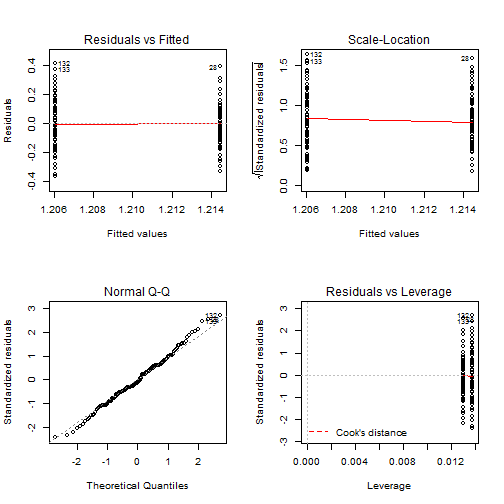 Residuals vs Fitted
Residuals
0.4
0.2
0.0
-0.2
-0.4
132
133
28
1.206 1.208 1.210 1.212 1.214
Fitted values
Scale-Location
√|Standardized residuals
1.5
1.0
0.5
0.0
132
133
28
1.206 1.208 1.210 1.212 1.214
Fitted values
Normal Q-Q
Standardized residuals
3
2
1
0
-1
-2
132
-2 -1 0 1 2
Theoretical Quantiles
Residuals vs Leverage
Standardized residuals
3
2
1
0
-1
-2
-3
132
133
Cook's distance
0.000 0.004 0.008 0.012
Leverage